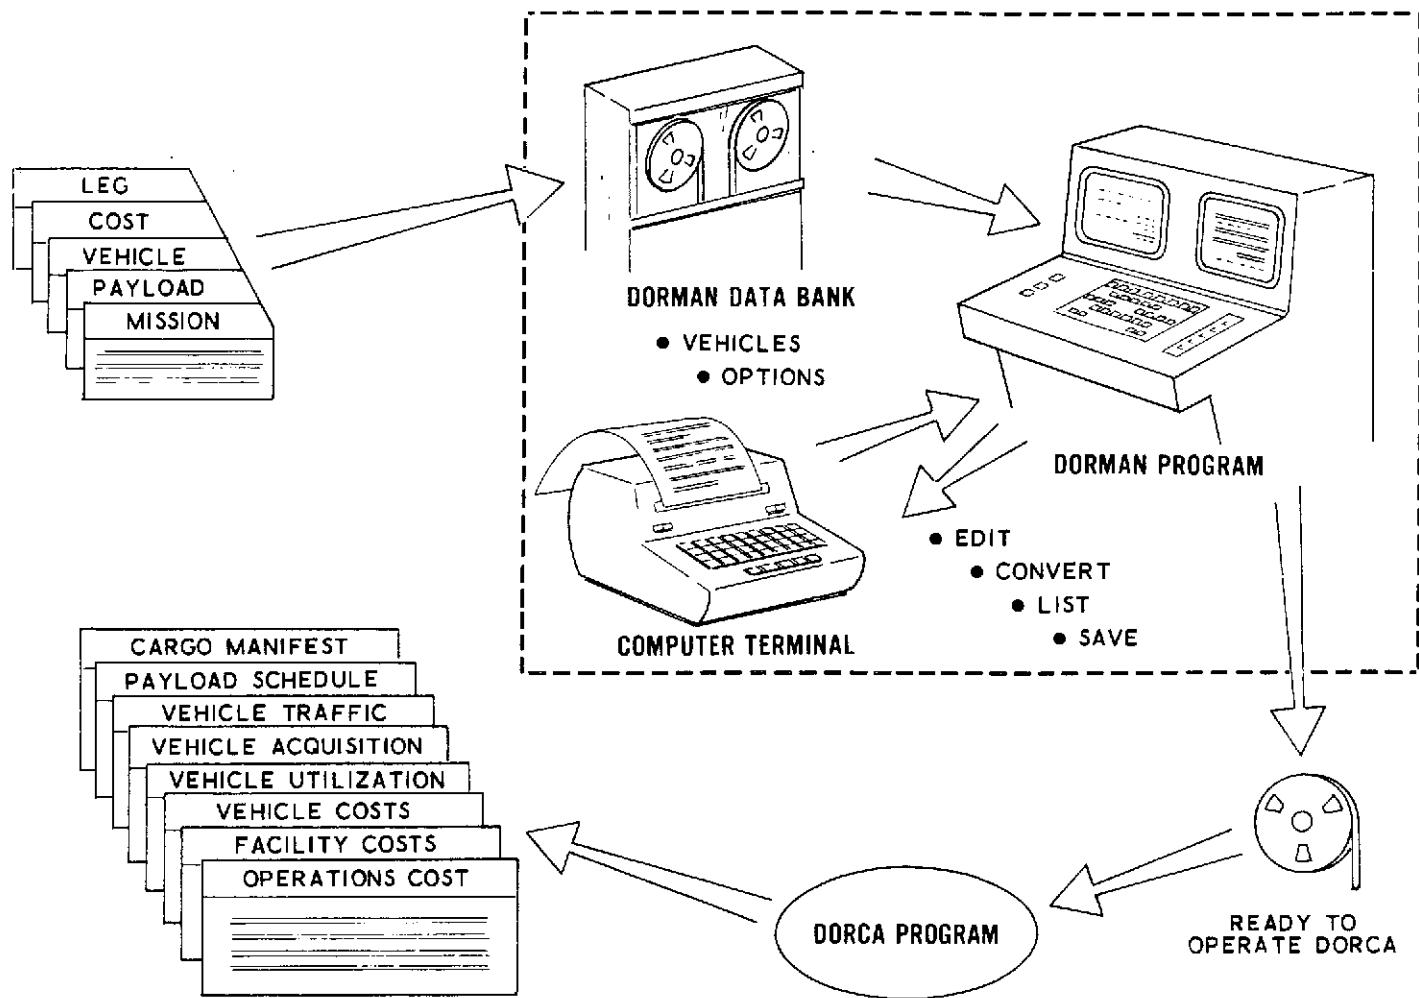 LEG
COST
VEHICLE
PAYLOAD
MISSION
DORMAN DATA BANK
● VEHICLES
● OPTIONS
DORMAN PROGRAM
COMPUTER TERMINAL
● EDIT
● CONVERT
● LIST
● SAVE
CARGO MANIFEST
PAYLOAD SCHEDULE
VEHICLE TRAFFIC
VEHICLE ACQUISITION
VEHICLE UTILIZATION
VEHICLE COSTS
FACILITY COSTS
OPERATIONS COST
DORCA PROGRAM
READY TO
OPERATE DORCA